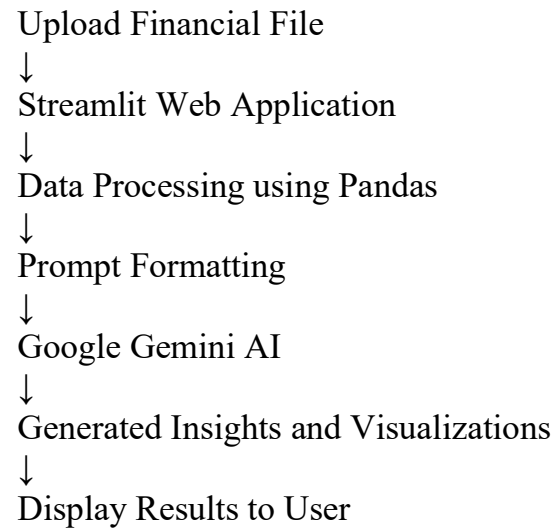 Upload Financial File
↓
Streamlit Web Application
↓
Data Processing using Pandas
↓
Prompt Formatting
↓
Google Gemini AI
↓
Generated Insights and Visualizations
↓
Display Results to User